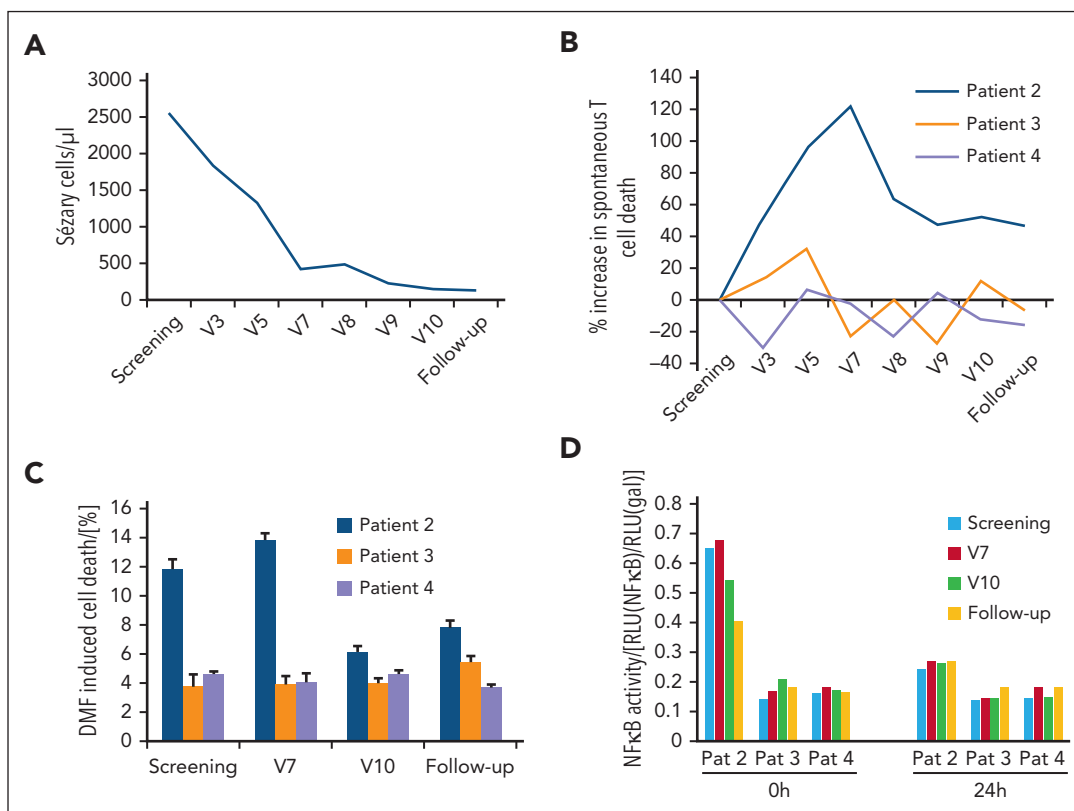 A
Sézary cells/µl
3000
2500
2000
1500
1000
500
0
Screening
V3
V5
V7
V8
V9
V10
Follow-up
B
% increase in spontaneous T
cell death
140
120
100
80
60
40
20
0
−20
−40
Screening
V3
V5
V7
V8
V9
V10
Follow-up
Patient 2
Patient 3
Patient 4
C
DMF induced cell death/[%]
16
14
12
10
8
6
4
2
0
Patient 2
Patient 3
Patient 4
Screening V7 V10 Follow-up
D
NFκB activity/[RLU(NFκB)/RLU(gal)]
0.8
0.7
0.6
0.5
0.4
0.3
0.2
0.1
0
Screening
V7
V10
Follow-up
Pat 2 Pat 3 Pat 4 Pat 2 Pat 3 Pat 4
0h 24h